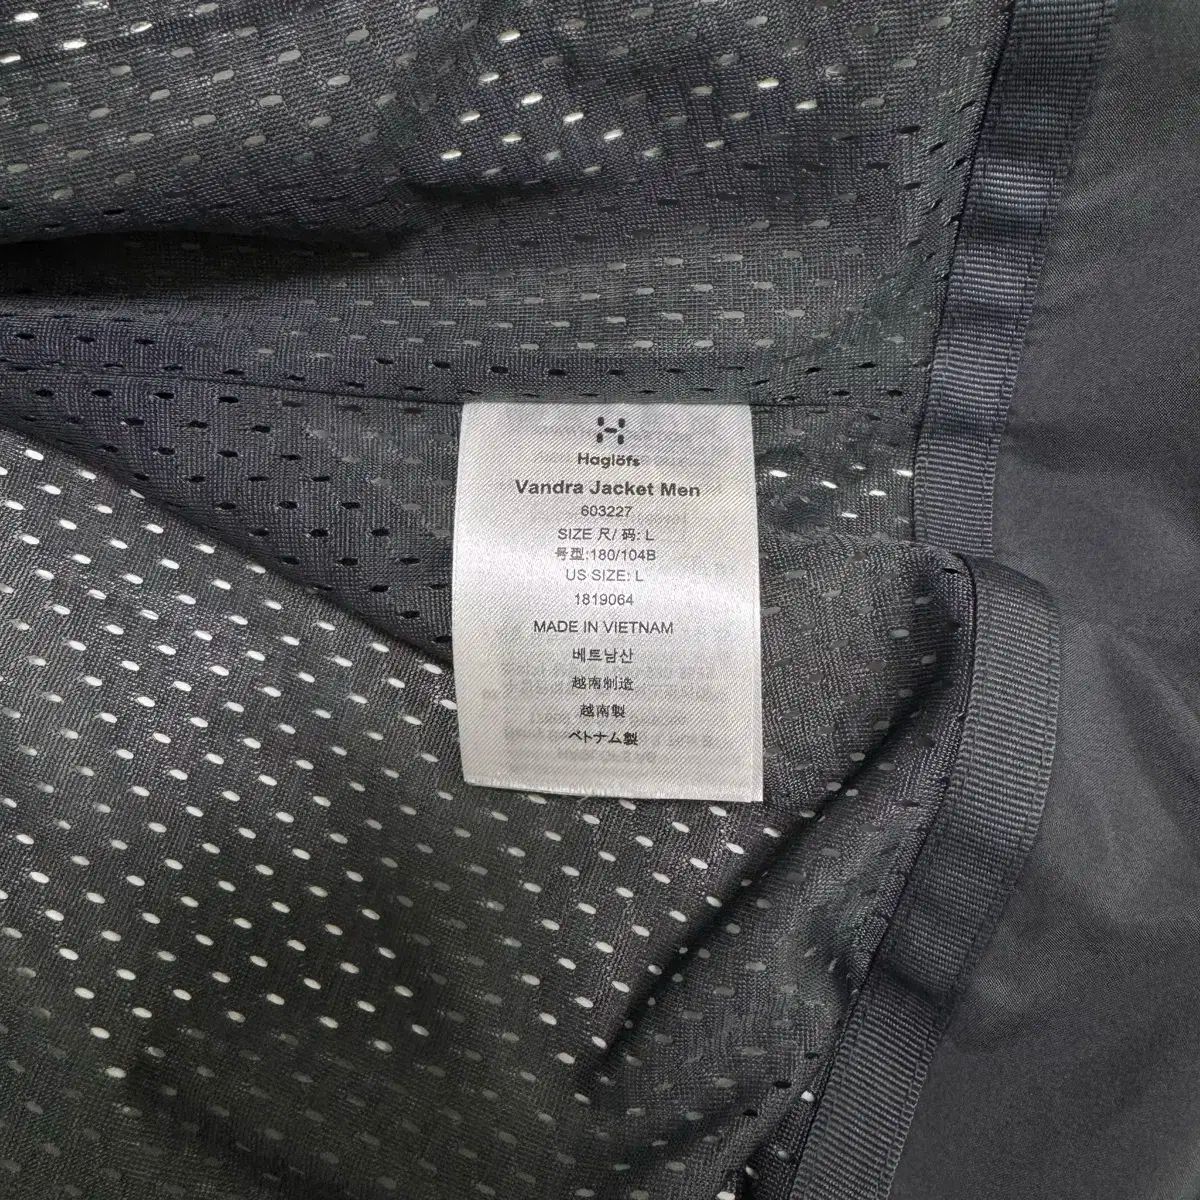 Haglöfs
Vandra Jacket Men
603227
SIZE 尺/ 码: L
号型:180/104B
US SIZE: L
1819064
MADE IN VIETNAM
베트남산
越南制造
越南製
ベトナム製